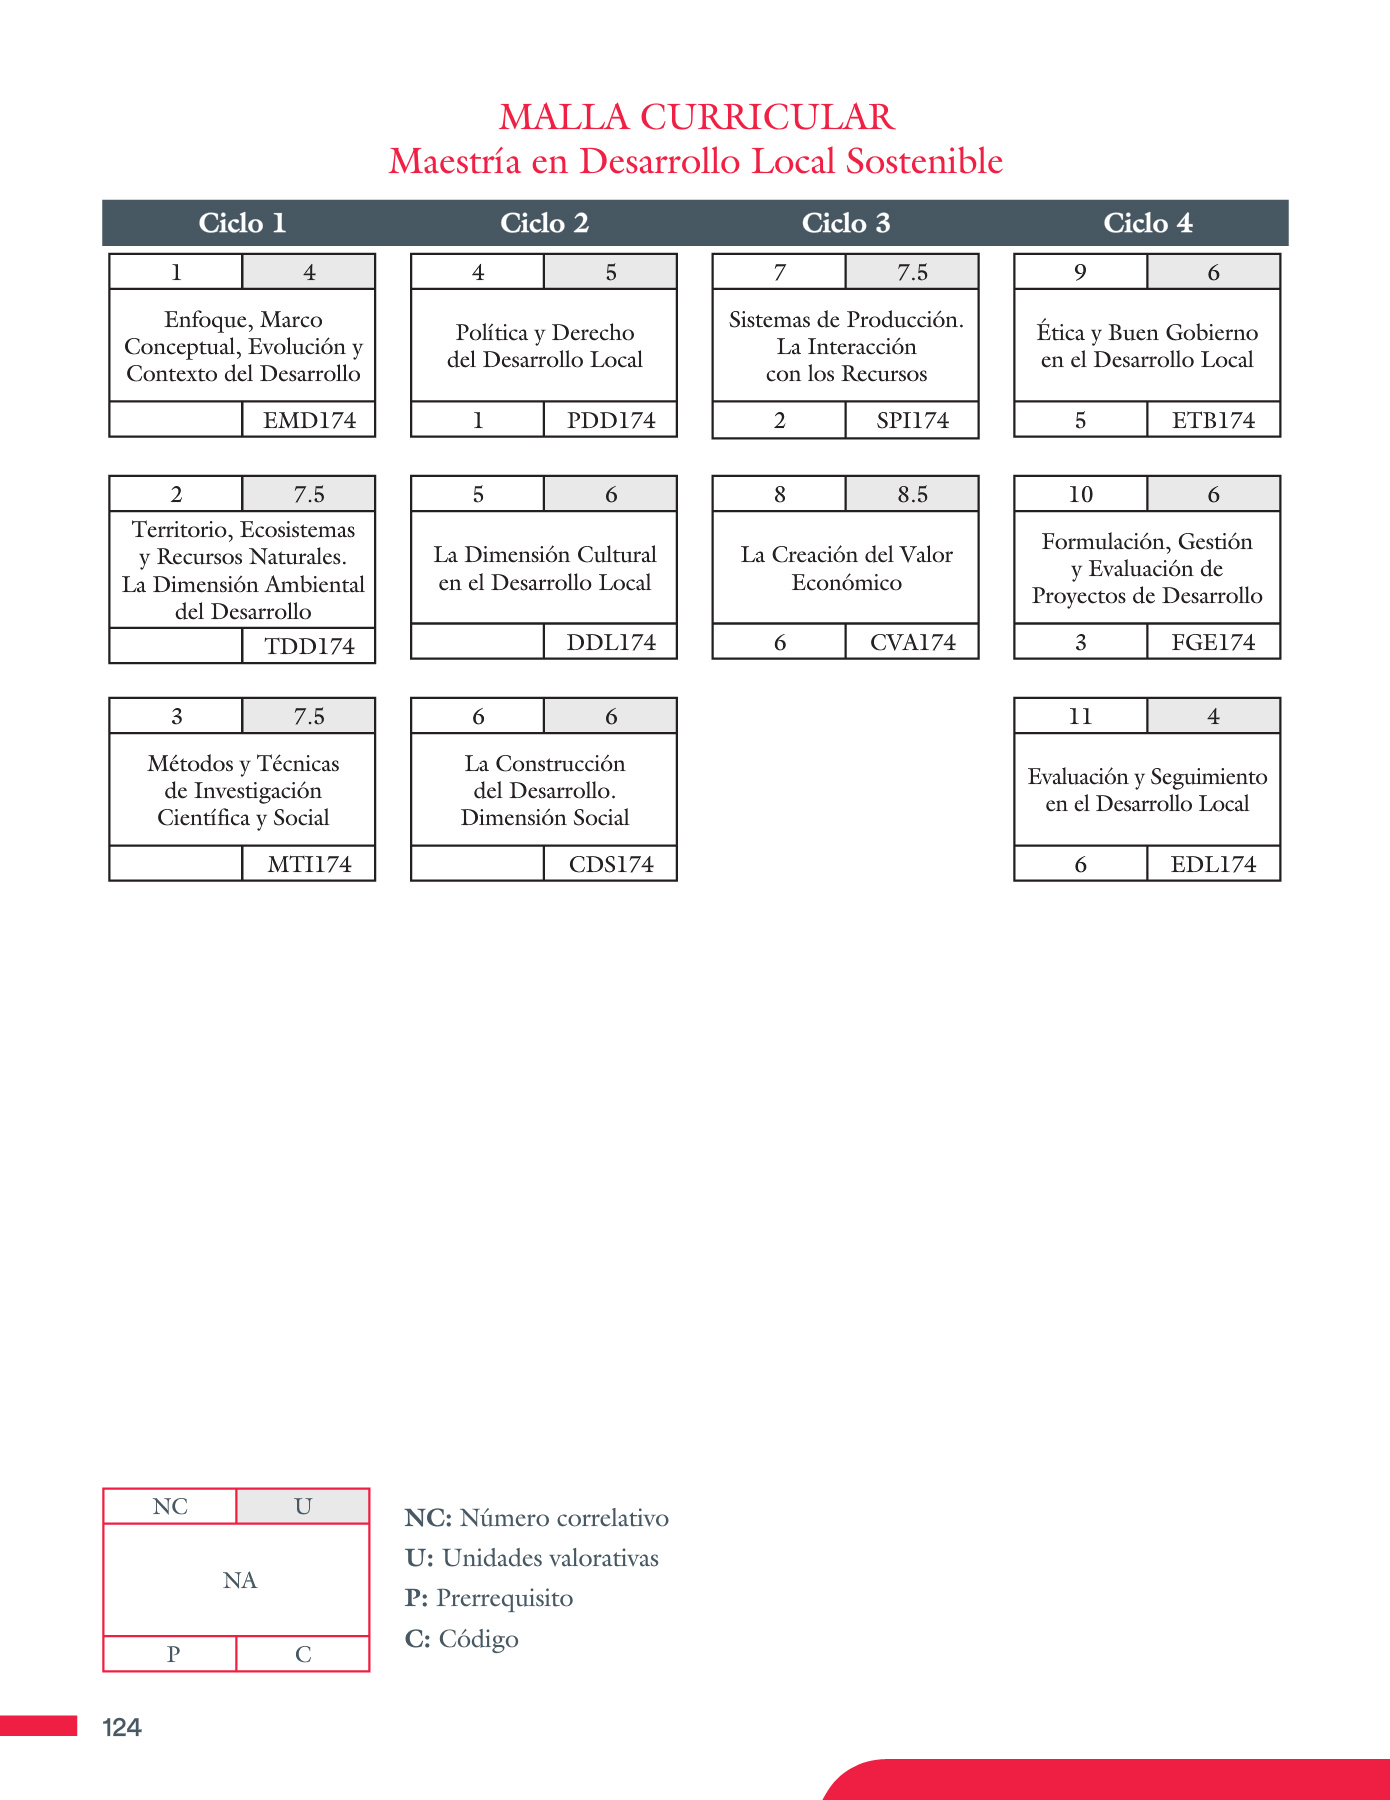 MALLA CURRICULAR
Maestría en Desarrollo Local Sostenible
Ciclo 1
Ciclo 2
Ciclo 3
Ciclo 4
1 4
Enfoque, Marco
Conceptual, Evolución y
Contexto del Desarrollo
EMD174
2 7.5
Territorio, Ecosistemas
y Recursos Naturales.
La Dimensión Ambiental
del Desarrollo
TDD174
3 7.5
Métodos y Técnicas
de Investigación
Científica y Social
MTI174
4 5
Política y Derecho
del Desarrollo Local
1 PDD174
5 6
La Dimensión Cultural
en el Desarrollo Local
DDL174
6 6
La Construcción
del Desarrollo.
Dimensión Social
CDS174
7 7.5
Sistemas de Producción.
La Interacción
con los Recursos
2 SPI174
8 8.5
La Creación del Valor
Económico
6 CVA174
9 6
Ética y Buen Gobierno
en el Desarrollo Local
5 ETB174
10 6
Formulación, Gestión
y Evaluación de
Proyectos de Desarrollo
3 FGE174
11 4
Evaluación y Seguimiento
en el Desarrollo Local
6 EDL174
NC U
NA
P C
NC: Número correlativo
U: Unidades valorativas
P: Prerrequisito
C: Código
124